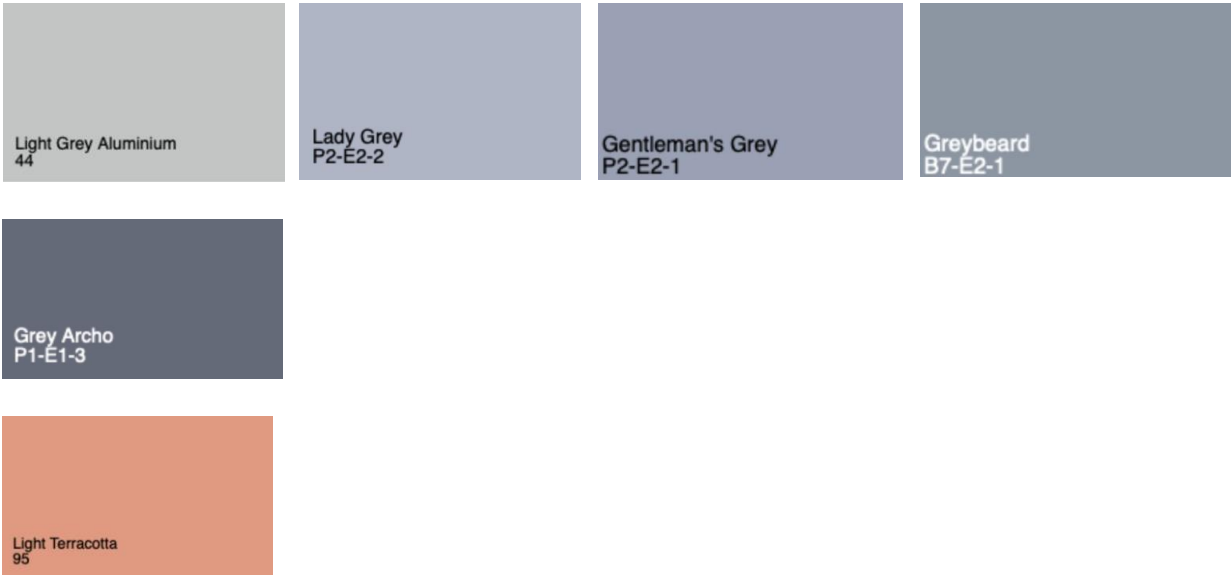 Light Grey Aluminium
44
Lady Grey
P2-E2-2
Gentleman's Grey
P2-E2-1
Greybeard
B7-E2-1
Grey Archo
P1-E1-3
Light Terracotta
95